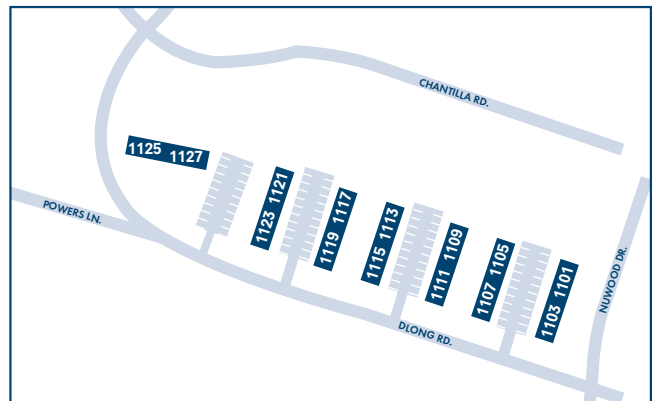 CHANTILLA RD.
1125 1127
POWERS LN.
1123 1121
1119 1117
1115 1113
1111 1109
1107 1105
1103 1101
NUWOOD DR.
DLONG RD.